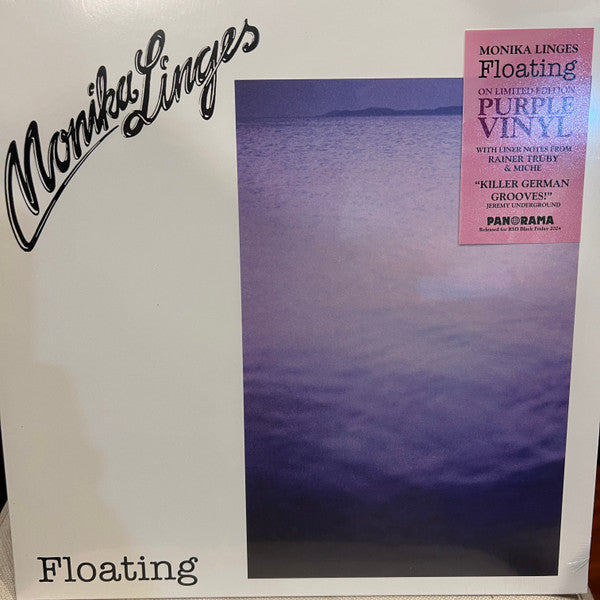 Monika Linges
MONIKA LINGES
Floating
ON LIMITED EDITION
PURPLE
VINYL
WITH LINER NOTES FROM
RAINER TRUBY
& MICHE
“KILLER GERMAN
GROOVES!”
JEREMY UNDERGROUND
PANORAMA
Released for RSD Black Friday 2024
Floating